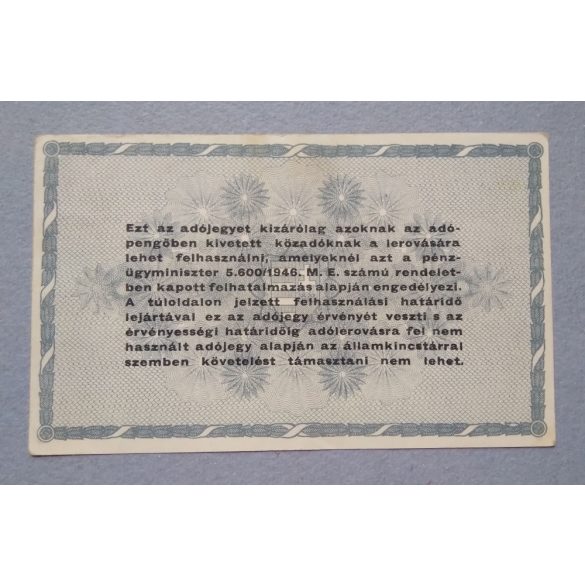 Ezt az adójegyet kizárólag azoknak az adó-
pengőben kivetett közadóknak a lerovására
lehet felhasználni, amelyeknél azt a pénz-
ügyminiszter 5.600/1946. M. E. számú rendelet-
ben kapott felhatalmazás alapján engedélyezi.
A túloldalon jelzett felhasználási határidő
lejártával ez az adójegy érvényét veszti s az
érvényességi határidőig adólerovásra fel nem
használt adójegy alapján az államkincstárral
szemben követelést támasztani nem lehet.